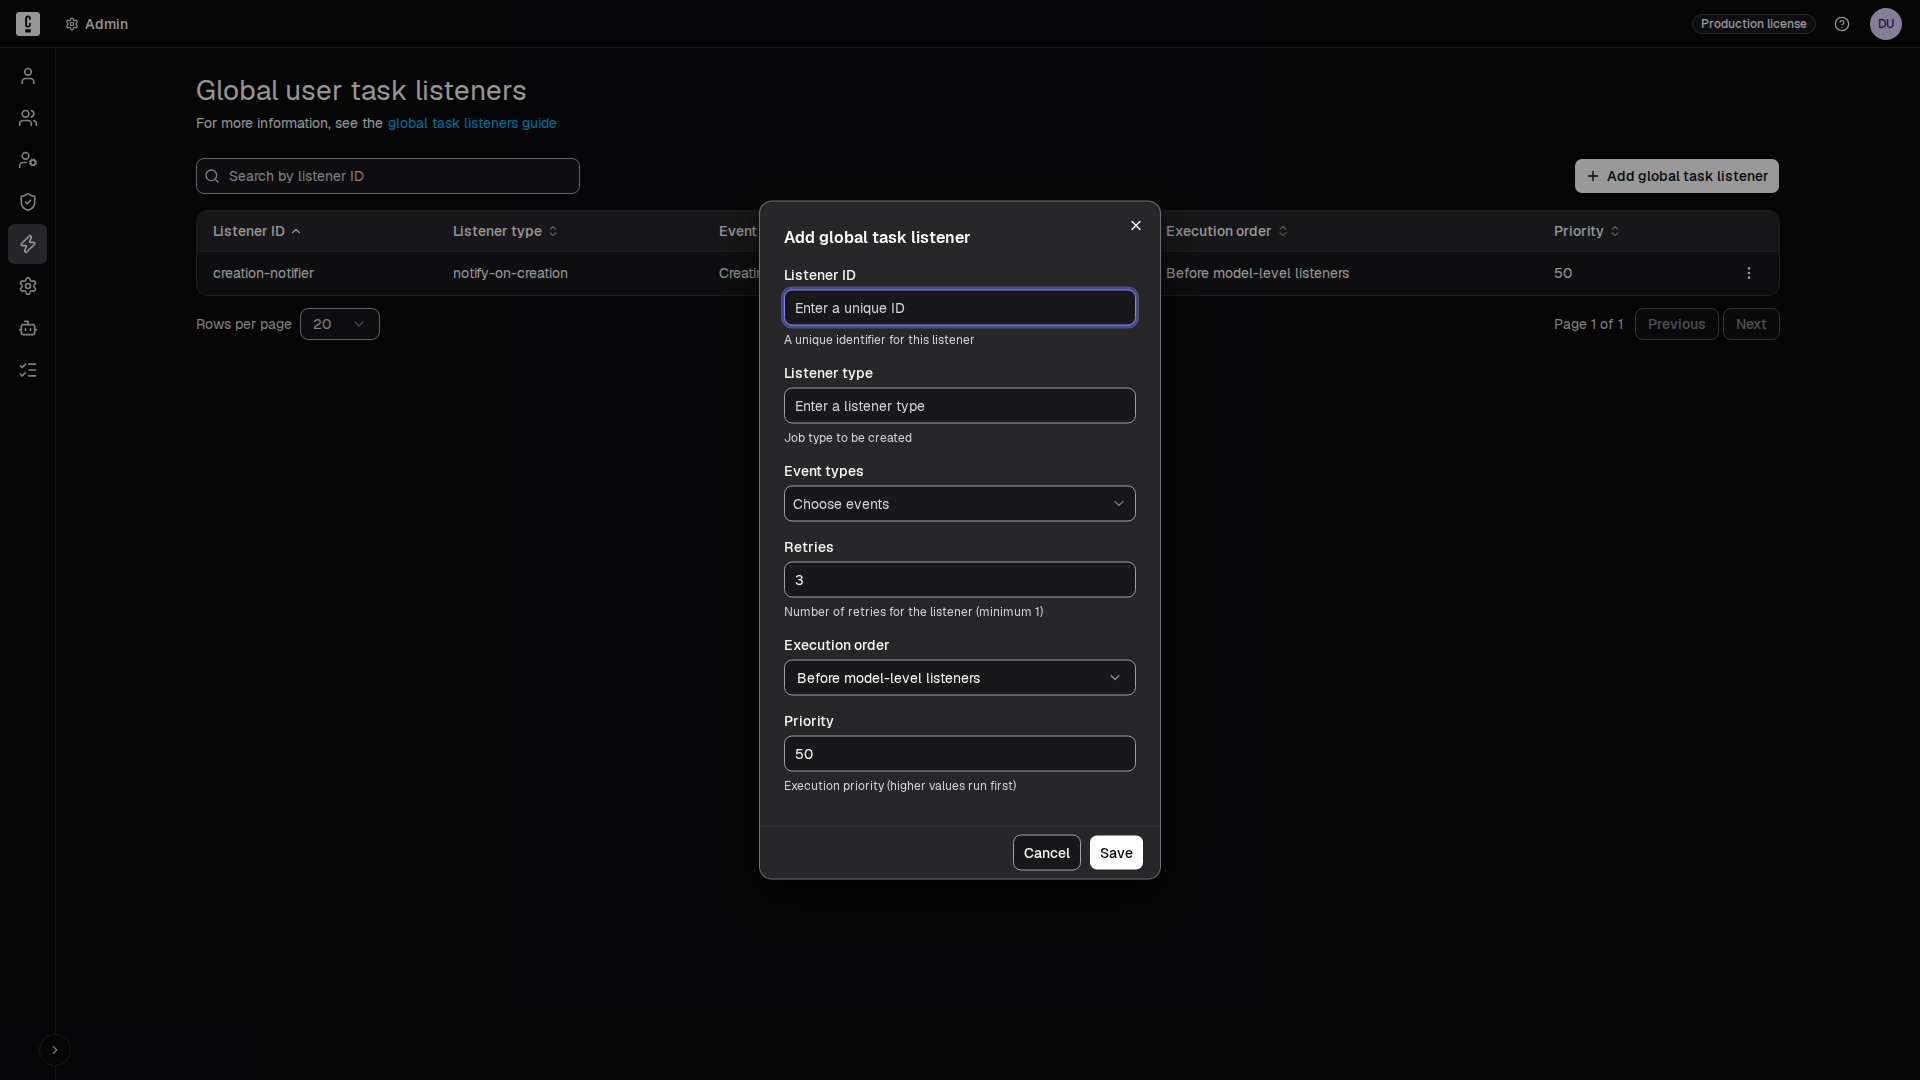 Admin
Production license
DU
Global user task listeners
For more information, see the global task listeners guide
Search by listener ID
Add global task listener
Listener ID
Listener type
Event
Execution order
Priority
creation-notifier
notify-on-creation
Before model-level listeners
50
Rows per page
20
Page 1 of 1
Previous
Next
Add global task listener
Listener ID
Enter a unique ID
A unique identifier for this listener
Listener type
Enter a listener type
Job type to be created
Event types
Choose events
Retries
3
Number of retries for the listener (minimum 1)
Execution order
Before model-level listeners
Priority
50
Execution priority (higher values run first)
Cancel
Save